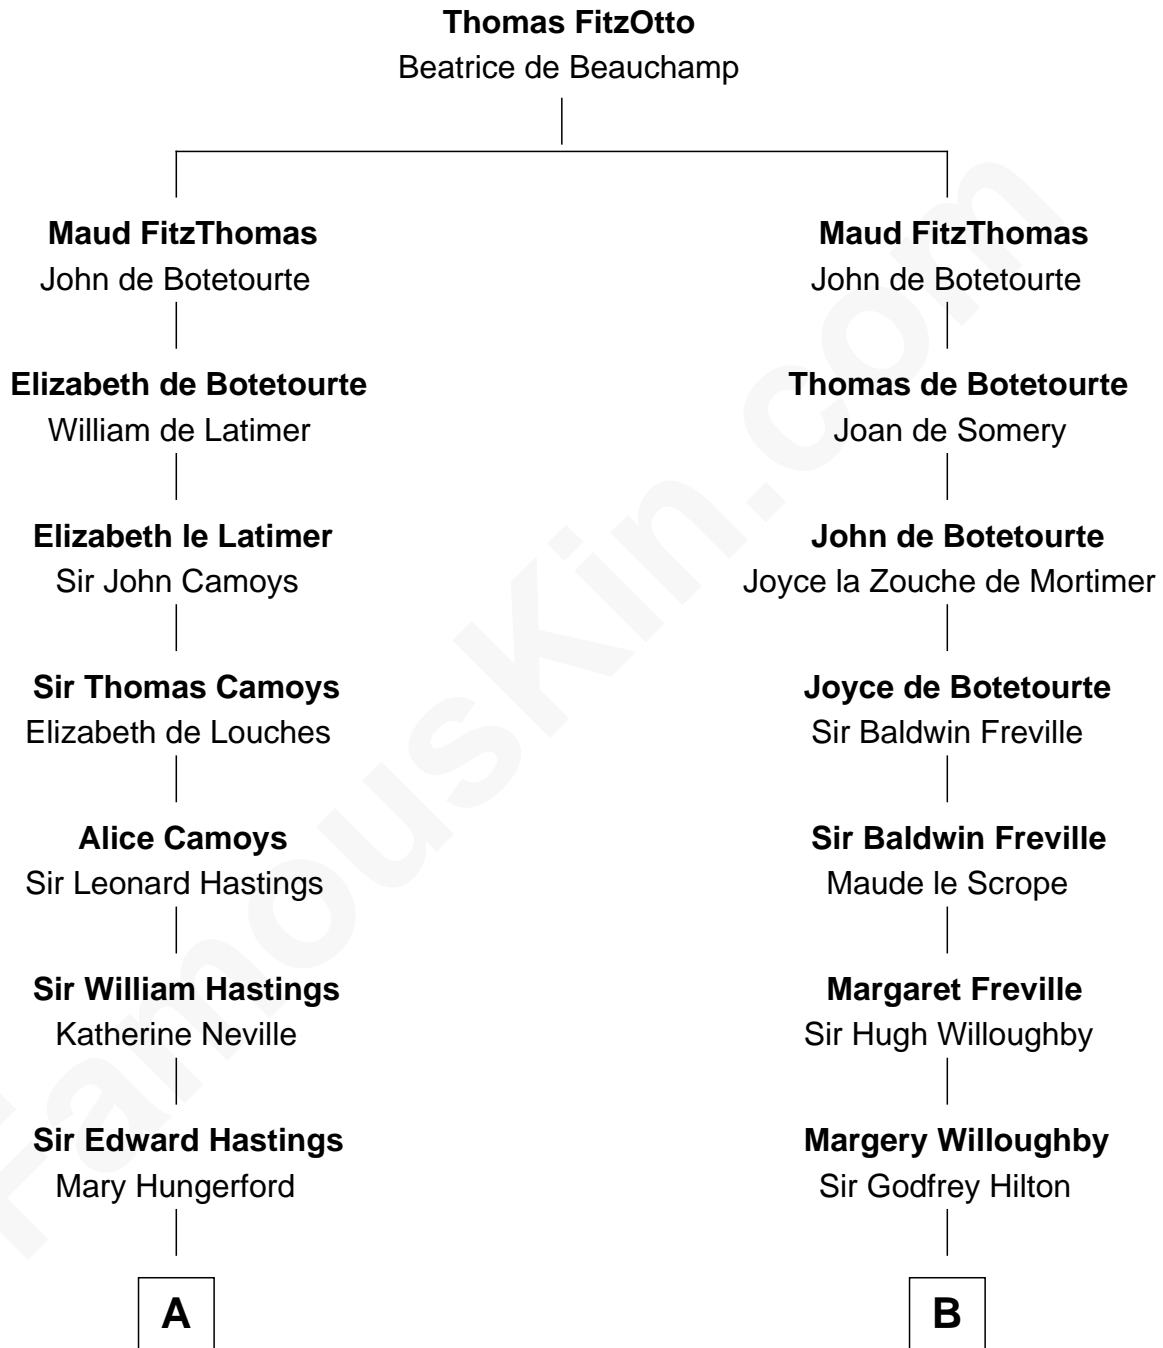 Thomas FitzOtto
Beatrice de Beauchamp
Maud FitzThomas
John de Botetourte
Maud FitzThomas
John de Botetourte
Elizabeth de Botetourte
William de Latimer
Thomas de Botetourte
Joan de Somery
Elizabeth le Latimer
Sir John Camoys
John de Botetourte
Joyce la Zouche de Mortimer
Sir Thomas Camoys
Elizabeth de Louches
Joyce de Botetourte
Sir Baldwin Freville
Alice Camoys
Sir Leonard Hastings
Sir Baldwin Freville
Maude le Scrope
Sir William Hastings
Katherine Neville
Margaret Freville
Sir Hugh Willoughby
Sir Edward Hastings
Mary Hungerford
Margery Willoughby
Sir Godfrey Hilton
A
B
FamousKin.com